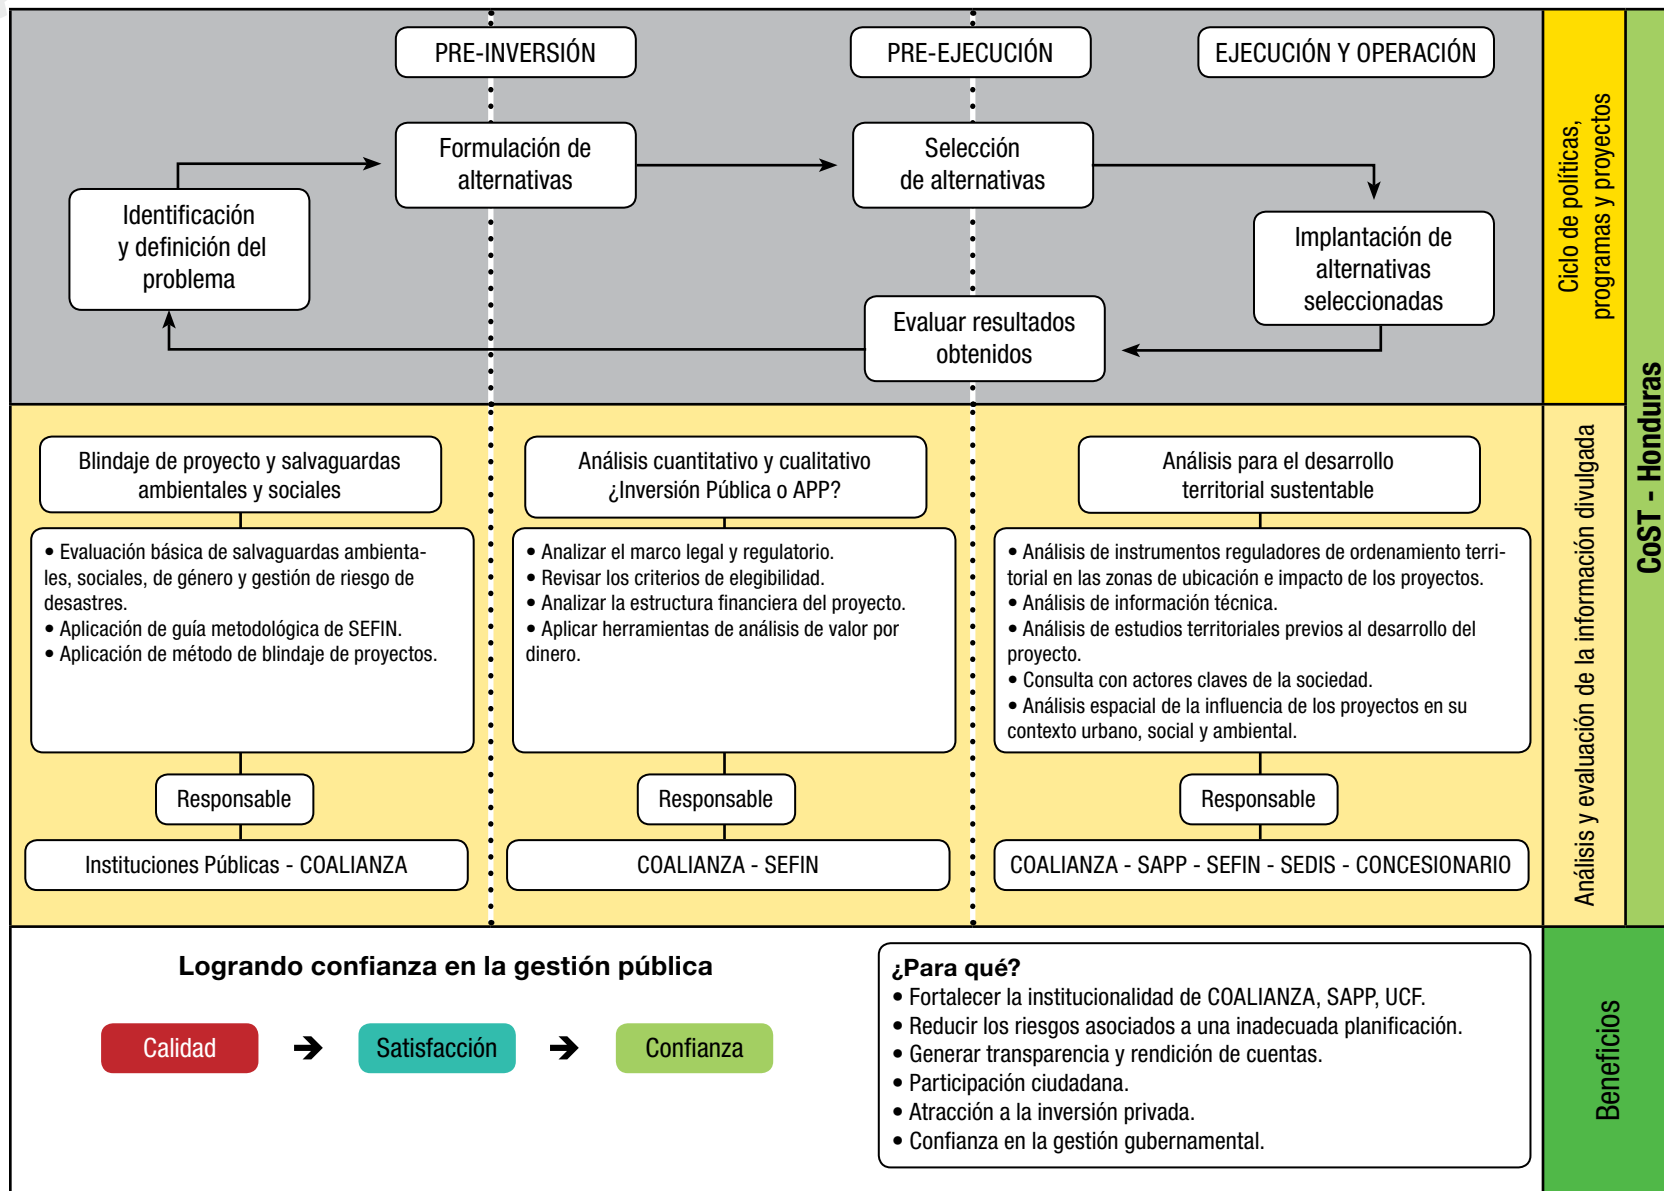 PRE-INVERSIÓN
PRE-EJECUCIÓN
EJECUCIÓN Y OPERACIÓN
Formulación de
alternativas
Selección
de alternativas
Identificación
y definición del
problema
Implantación de
alternativas
seleccionadas
Evaluar resultados
obtenidos
Ciclo de políticas,
programas y proyectos
CoST - Honduras
Blindaje de proyecto y salvaguardas
ambientales y sociales
• Evaluación básica de salvaguardas ambienta-
les, sociales, de género y gestión de riesgo de
desastres.
• Aplicación de guía metodológica de SEFIN.
• Aplicación de método de blindaje de proyectos.
Responsable
Instituciones Públicas - COALIANZA
Análisis cuantitativo y cualitativo
¿Inversión Pública o APP?
• Analizar el marco legal y regulatorio.
• Revisar los criterios de elegibilidad.
• Analizar la estructura financiera del proyecto.
• Aplicar herramientas de análisis de valor por
dinero.
Responsable
COALIANZA - SEFIN
Análisis para el desarrollo
territorial sustentable
• Análisis de instrumentos reguladores de ordenamiento terri-
torial en las zonas de ubicación e impacto de los proyectos.
• Análisis de información técnica.
• Análisis de estudios territoriales previos al desarrollo del
proyecto.
• Consulta con actores claves de la sociedad.
• Análisis espacial de la influencia de los proyectos en su
contexto urbano, social y ambiental.
Responsable
COALIANZA - SAPP - SEFIN - SEDIS - CONCESIONARIO
Análisis y evaluación de la información divulgada
Logrando confianza en la gestión pública
Calidad ➔ Satisfacción ➔ Confianza
¿Para qué?
• Fortalecer la institucionalidad de COALIANZA, SAPP, UCF.
• Reducir los riesgos asociados a una inadecuada planificación.
• Generar transparencia y rendición de cuentas.
• Participación ciudadana.
• Atracción a la inversión privada.
• Confianza en la gestión gubernamental.
Beneficios